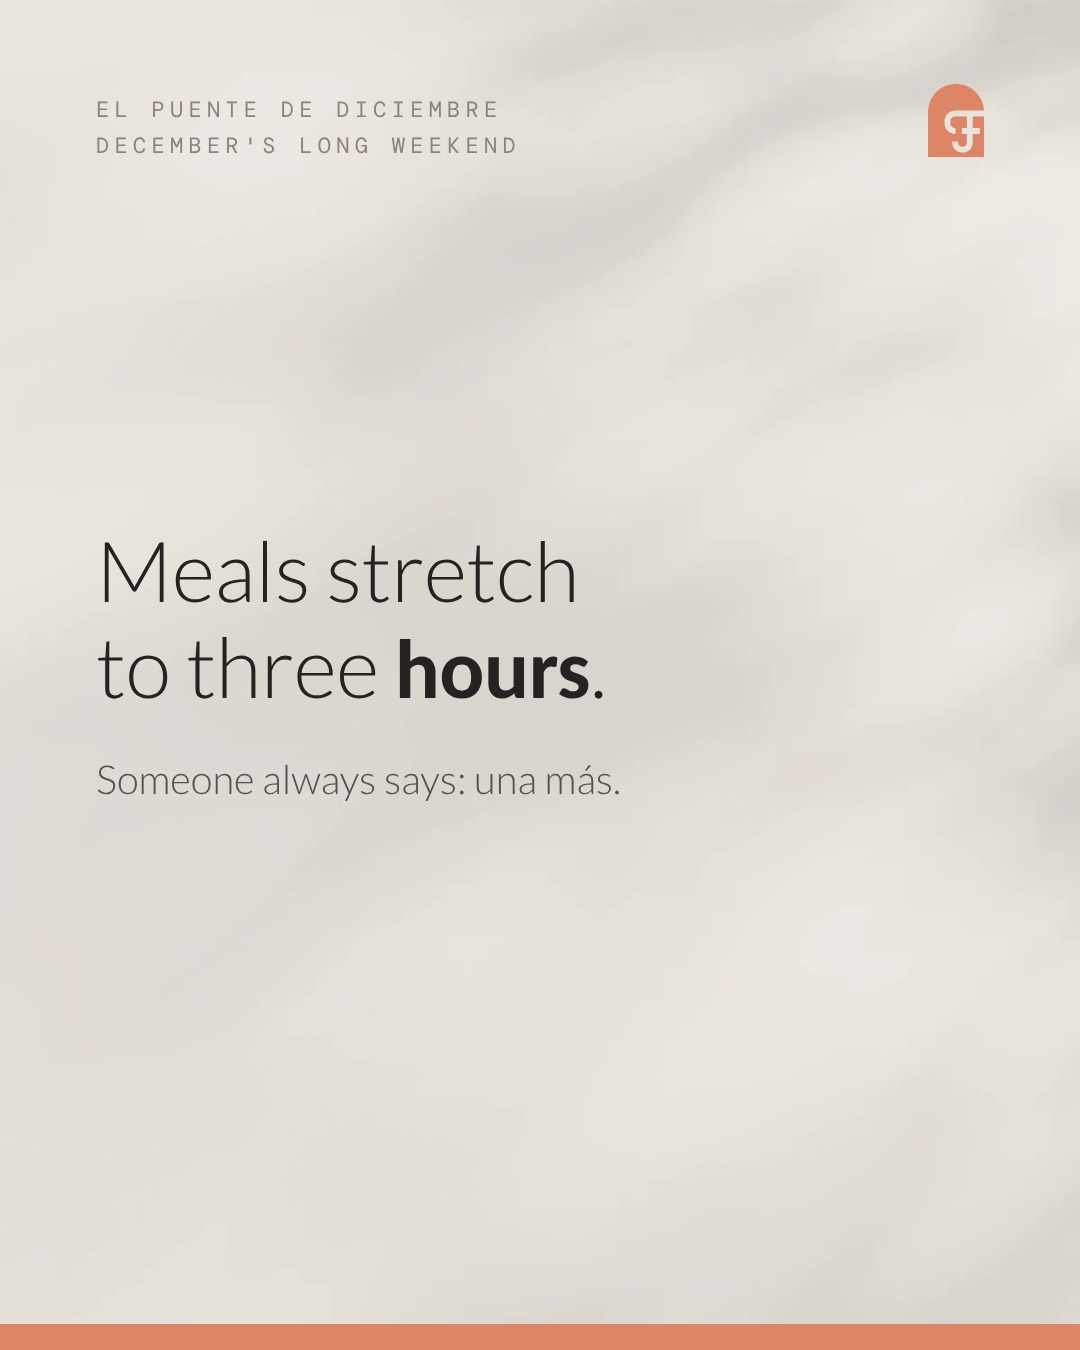 EL PUENTE DE DICIEMBRE
DECEMBER'S LONG WEEKEND
Meals stretch
to three hours.
Someone always says: una más.